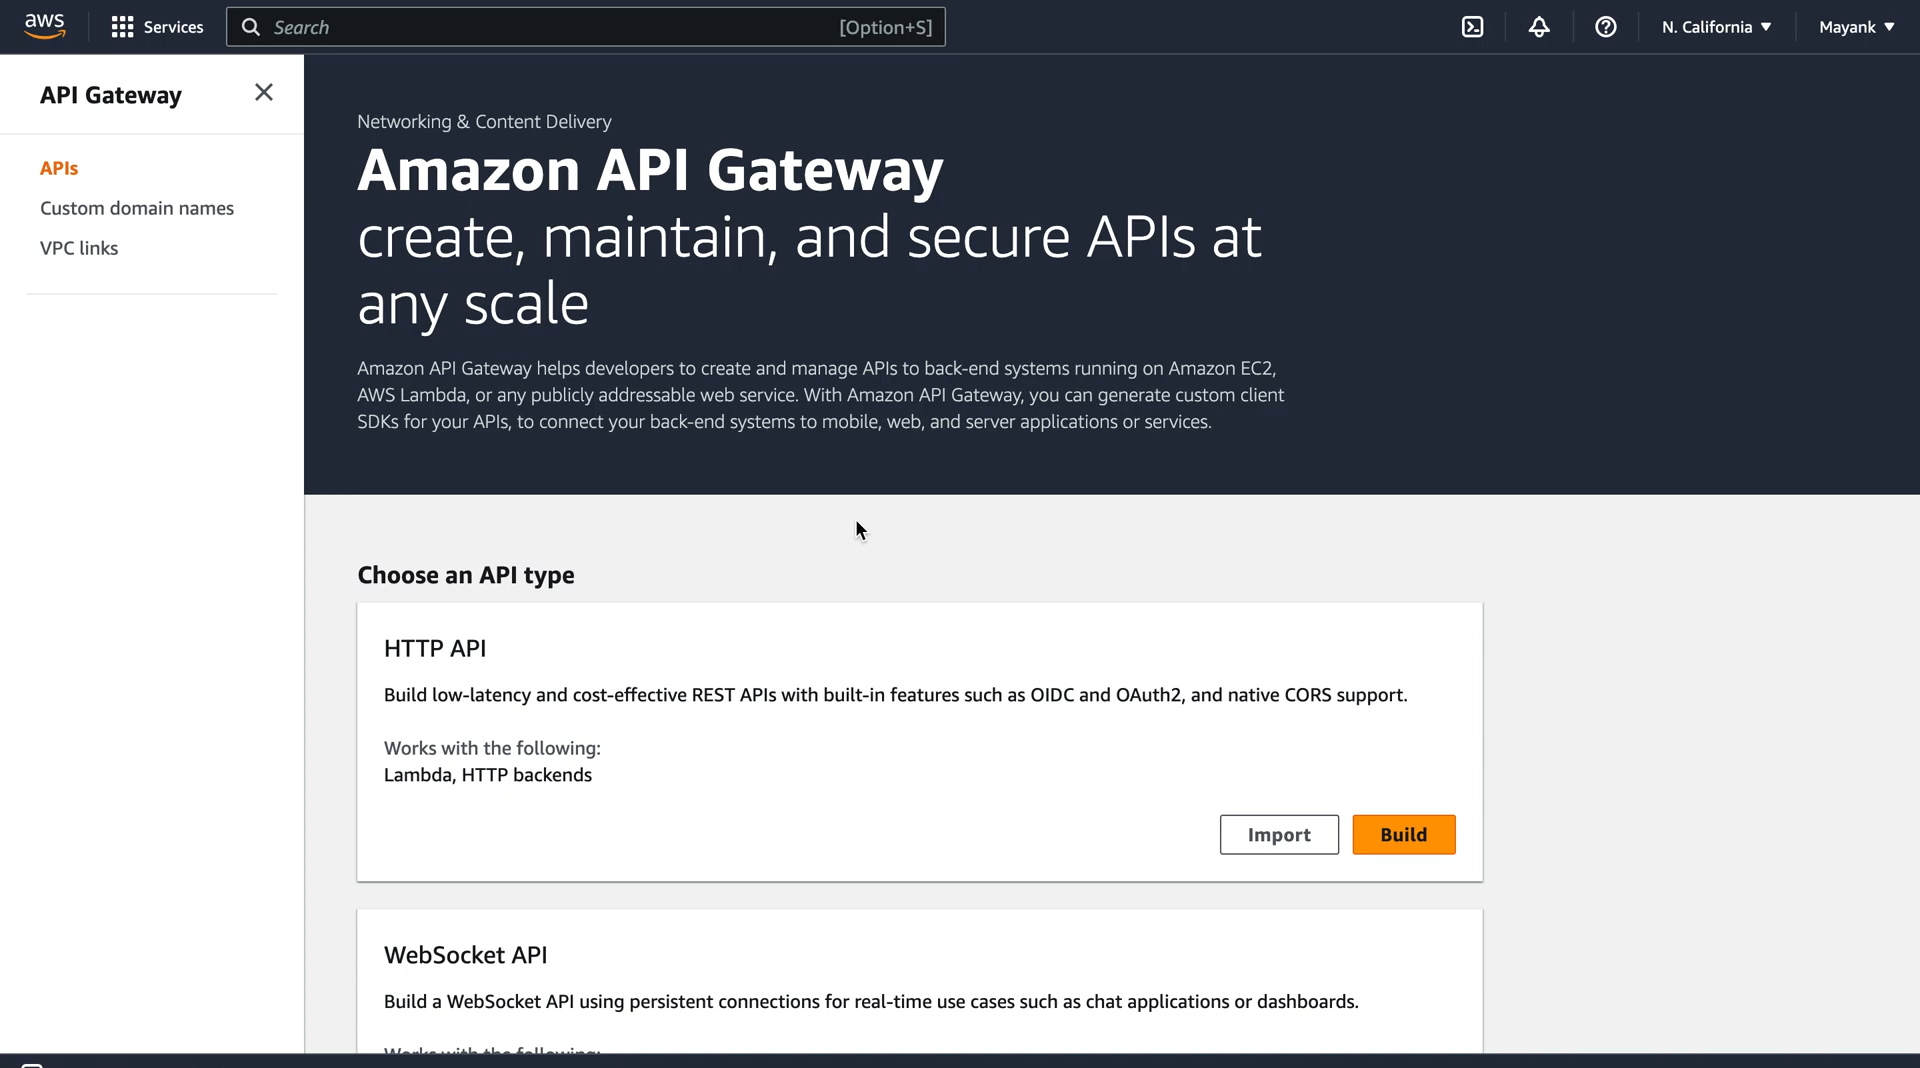 aws
Services
Search
[Option+S]
N. California
Mayank
API Gateway
APIs
Custom domain names
VPC links
Networking & Content Delivery
Amazon API Gateway
create, maintain, and secure APIs at
any scale
Amazon API Gateway helps developers to create and manage APIs to back-end systems running on Amazon EC2,
AWS Lambda, or any publicly addressable web service. With Amazon API Gateway, you can generate custom client
SDKs for your APIs, to connect your back-end systems to mobile, web, and server applications or services.
Choose an API type
HTTP API
Build low-latency and cost-effective REST APIs with built-in features such as OIDC and OAuth2, and native CORS support.
Works with the following:
Lambda, HTTP backends
Import
Build
WebSocket API
Build a WebSocket API using persistent connections for real-time use cases such as chat applications or dashboards.
Works with the following: